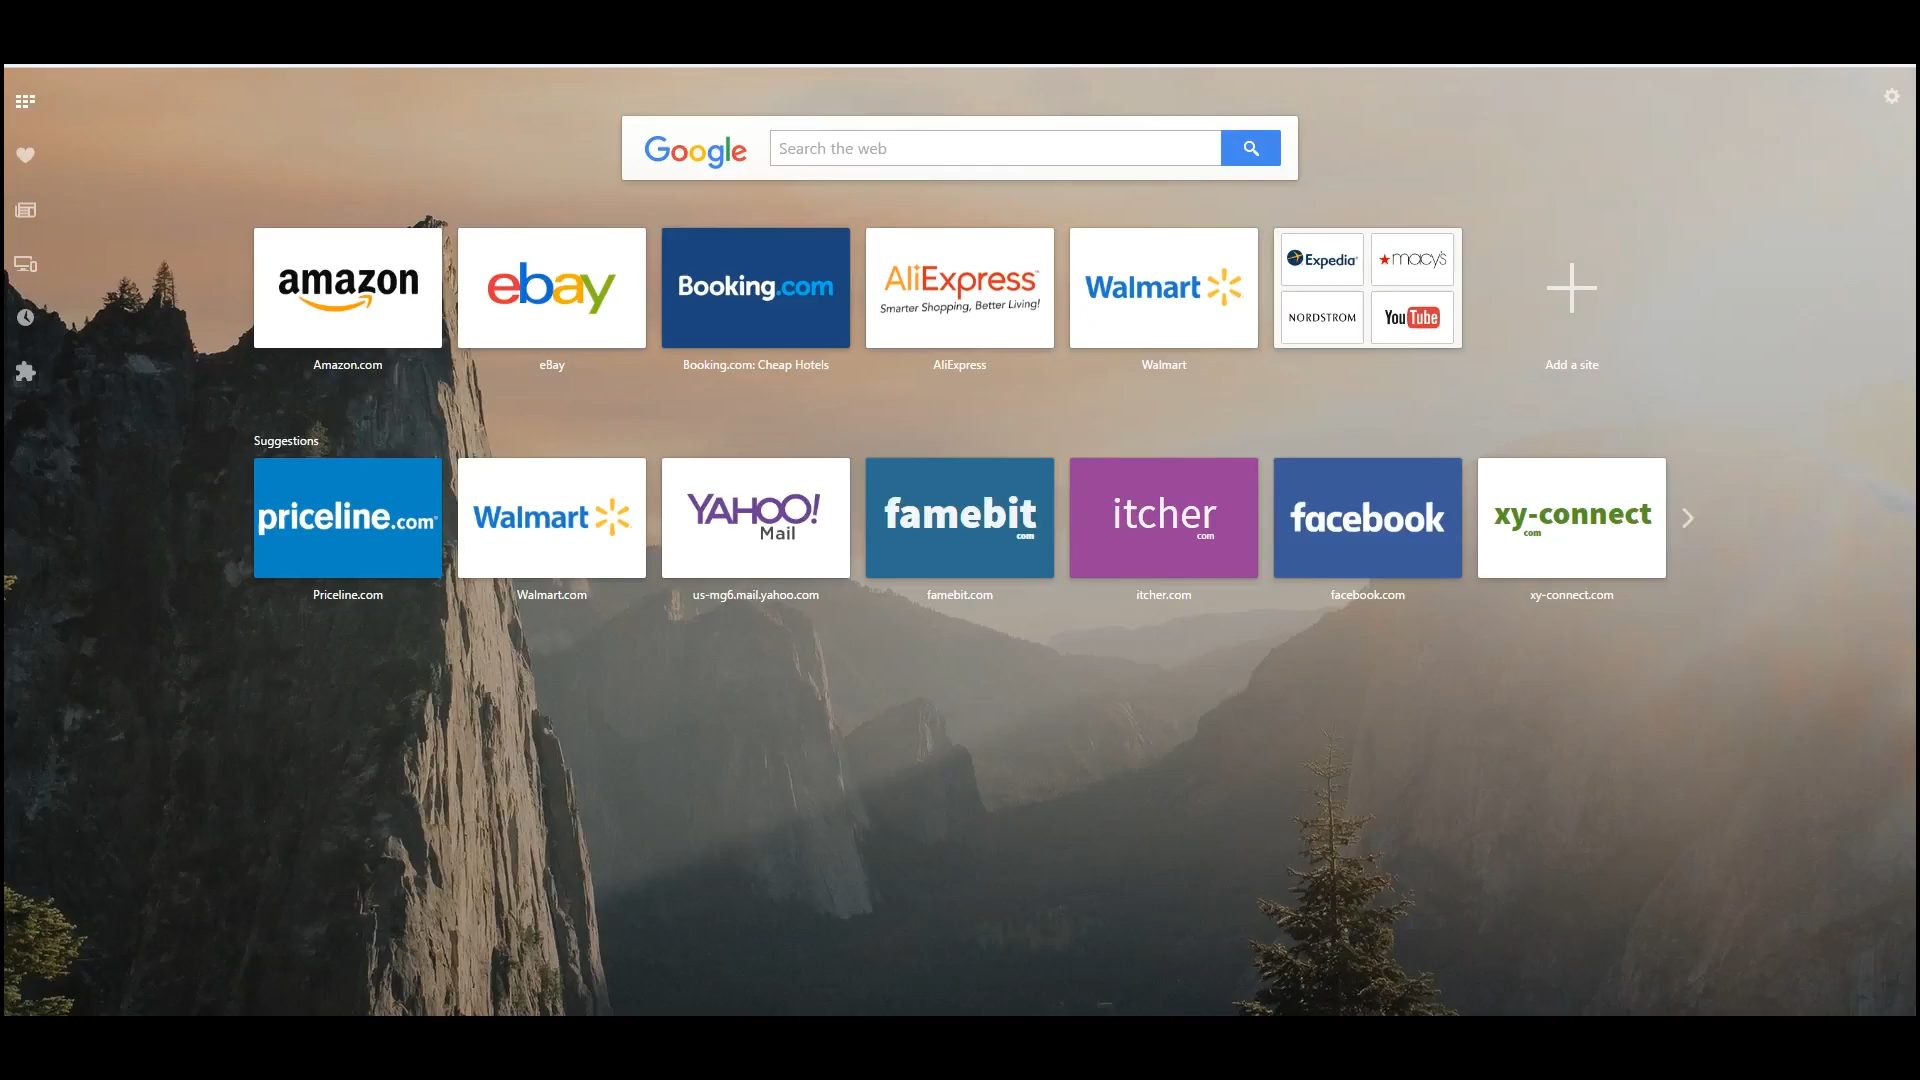 Google
Search the web
amazon
ebay
Booking.com
AliExpress™
Smarter Shopping, Better Living!
Walmart
Expedia®
macy's
NORDSTROM
YouTube
Amazon.com
eBay
Booking.com: Cheap Hotels
AliExpress
Walmart
Add a site
Suggestions
priceline.com®
Walmart
YAHOO!
Mail
famebit
com
itcher
com
facebook
xy-connect
com
Priceline.com
Walmart.com
us-mg6.mail.yahoo.com
famebit.com
itcher.com
facebook.com
xy-connect.com